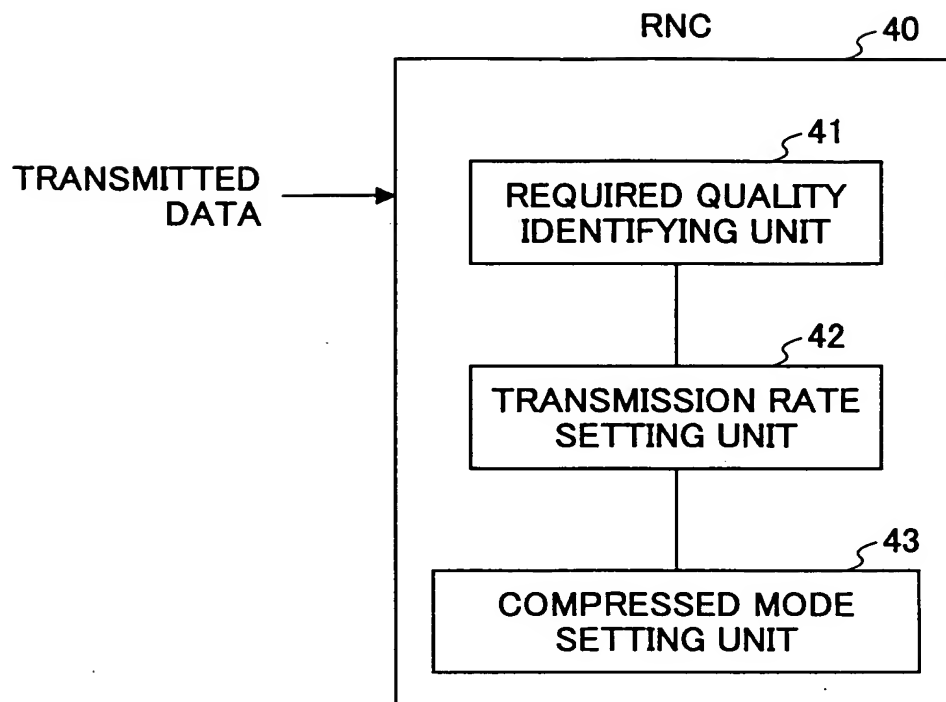 RNC
40
TRANSMITTED
DATA
41
REQUIRED QUALITY
IDENTIFYING UNIT
42
TRANSMISSION RATE
SETTING UNIT
43
COMPRESSED MODE
SETTING UNIT